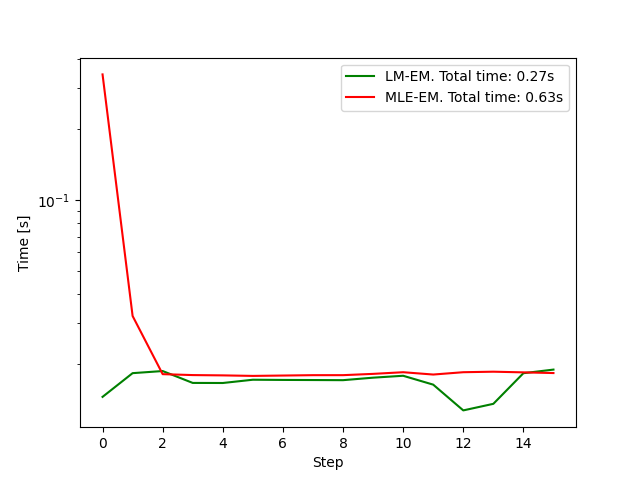 LM-EM. Total time: 0.27s
MLE-EM. Total time: 0.63s
10⁻¹
Time [s]
0 2 4 6 8 10 12 14
Step